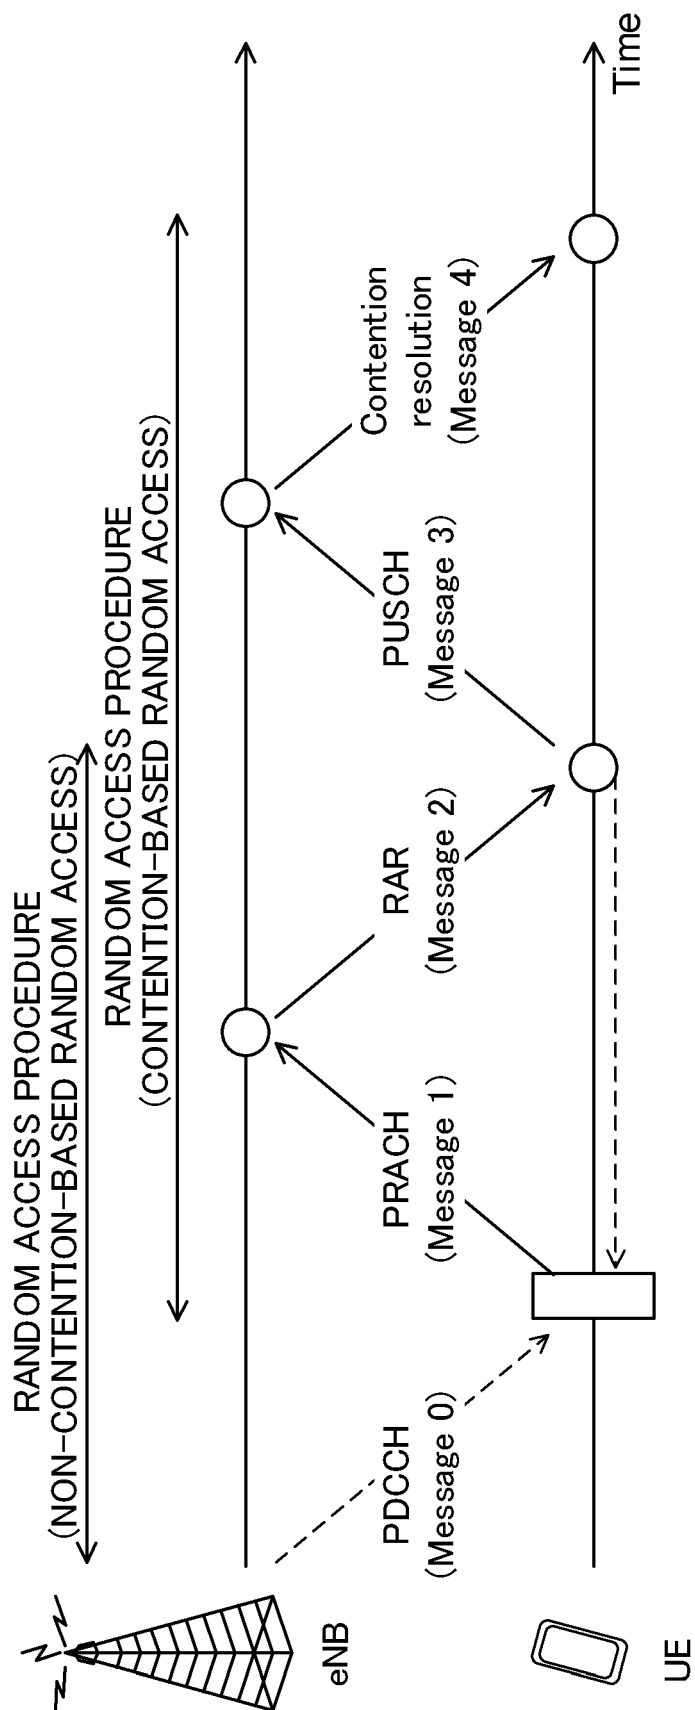 RANDOM ACCESS PROCEDURE
(NON-CONTENTION-BASED RANDOM ACCESS)
RANDOM ACCESS PROCEDURE
(CONTENTION-BASED RANDOM ACCESS)
eNB
PDCCH
(Message 0)
PRACH
(Message 1)
RAR
(Message 2)
PUSCH
(Message 3)
Contention
resolution
(Message 4)
UE
Time